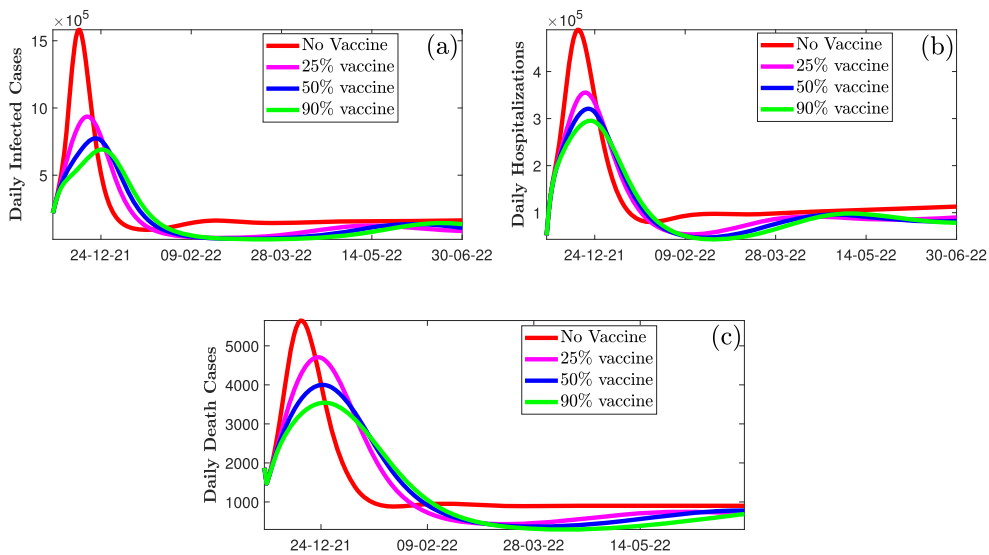 ×10⁵
(a)
Daily Infected Cases
15
10
5
No Vaccine
25% vaccine
50% vaccine
90% vaccine
24-12-21 09-02-22 28-03-22 14-05-22 30-06-22
×10⁵
(b)
Daily Hospitalizations
4
3
2
1
No Vaccine
25% vaccine
50% vaccine
90% vaccine
24-12-21 09-02-22 28-03-22 14-05-22 30-06-22
(c)
Daily Death Cases
5000
4000
3000
2000
1000
No Vaccine
25% vaccine
50% vaccine
90% vaccine
24-12-21 09-02-22 28-03-22 14-05-22